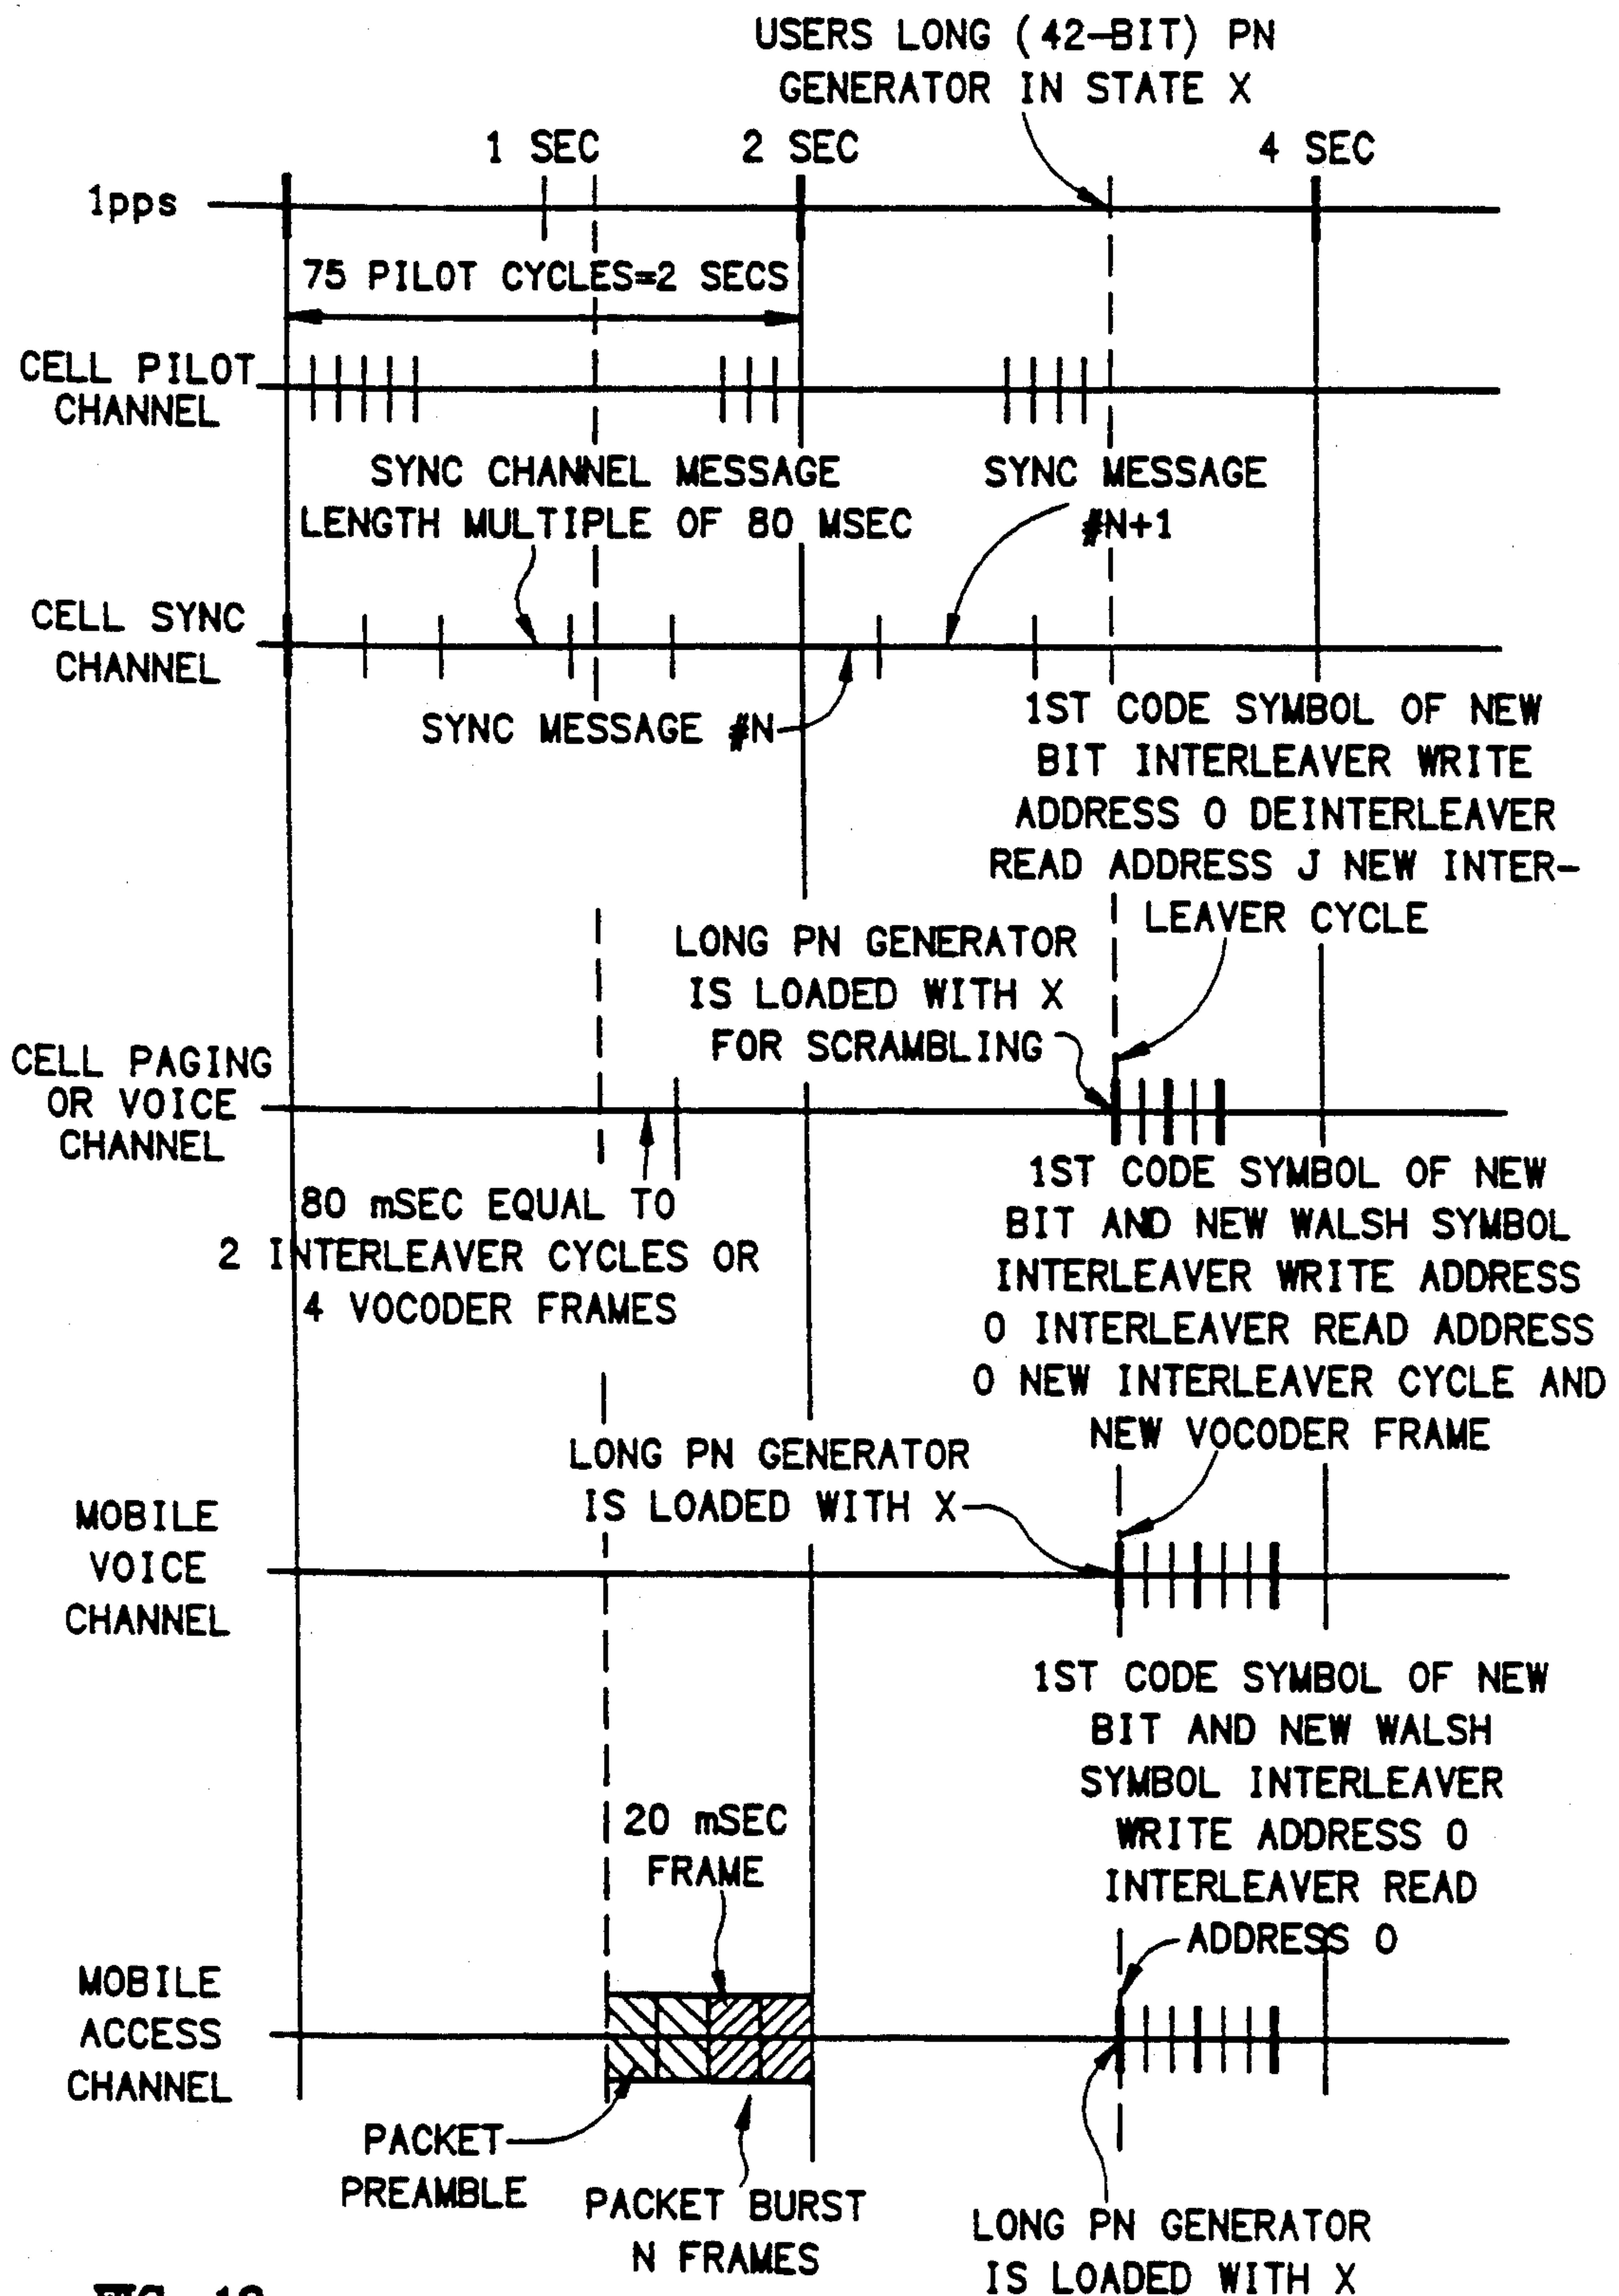 USERS LONG (42-BIT) PN
GENERATOR IN STATE X
1 SEC
2 SEC
4 SEC
1pps
75 PILOT CYCLES=2 SECS
CELL PILOT
CHANNEL
SYNC CHANNEL MESSAGE
LENGTH MULTIPLE OF 80 MSEC
SYNC MESSAGE
#N+1
CELL SYNC
CHANNEL
SYNC MESSAGE #N
1ST CODE SYMBOL OF NEW
BIT INTERLEAVER WRITE
ADDRESS 0 DEINTERLEAVER
READ ADDRESS J NEW INTER-
LEAVER CYCLE
LONG PN GENERATOR
IS LOADED WITH X
FOR SCRAMBLING
CELL PAGING
OR VOICE
CHANNEL
80 mSEC EQUAL TO
2 INTERLEAVER CYCLES OR
4 VOCODER FRAMES
1ST CODE SYMBOL OF NEW
BIT AND NEW WALSH SYMBOL
INTERLEAVER WRITE ADDRESS
0 INTERLEAVER READ ADDRESS
0 NEW INTERLEAVER CYCLE AND
NEW VOCODER FRAME
LONG PN GENERATOR
IS LOADED WITH X
MOBILE
VOICE
CHANNEL
1ST CODE SYMBOL OF NEW
BIT AND NEW WALSH
SYMBOL INTERLEAVER
WRITE ADDRESS 0
INTERLEAVER READ
ADDRESS 0
20 mSEC
FRAME
MOBILE
ACCESS
CHANNEL
PACKET
PREAMBLE
PACKET BURST
N FRAMES
LONG PN GENERATOR
IS LOADED WITH X